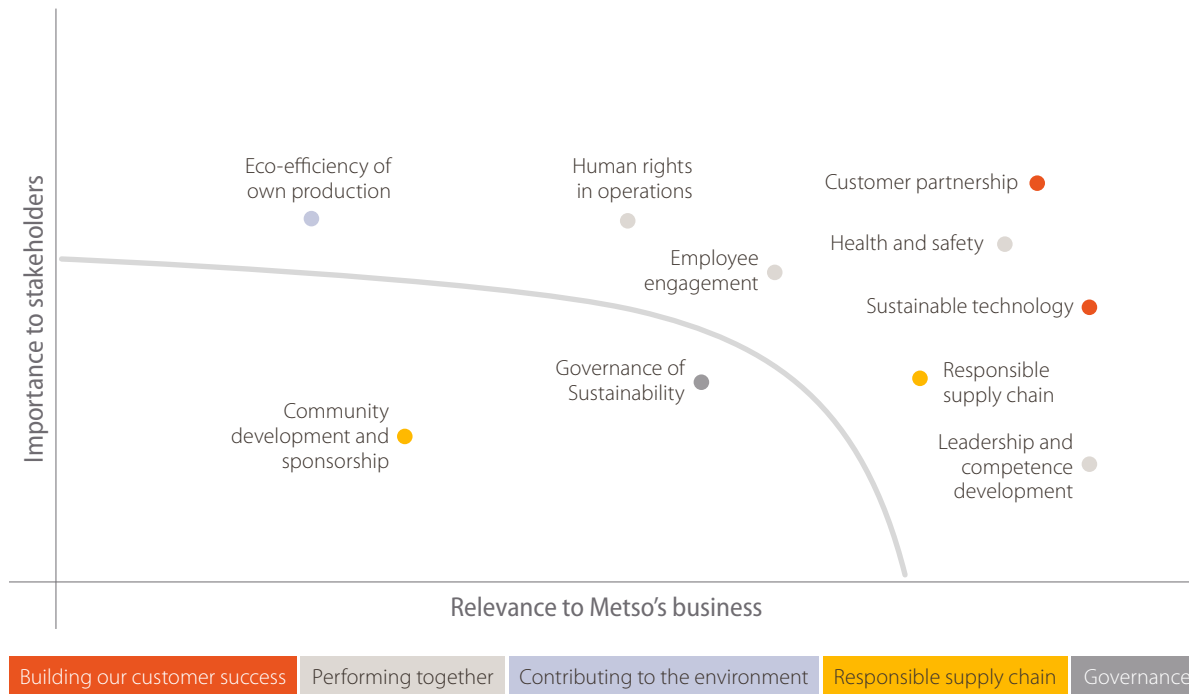 Importance to stakeholders
Eco-efficiency of
own production
Human rights
in operations
Customer partnership
Health and safety
Employee
engagement
Sustainable technology
Governance of
Sustainability
Responsible
supply chain
Community
development and
sponsorship
Leadership and
competence
development
Relevance to Metso's business
Building our customer success
Performing together
Contributing to the environment
Responsible supply chain
Governance